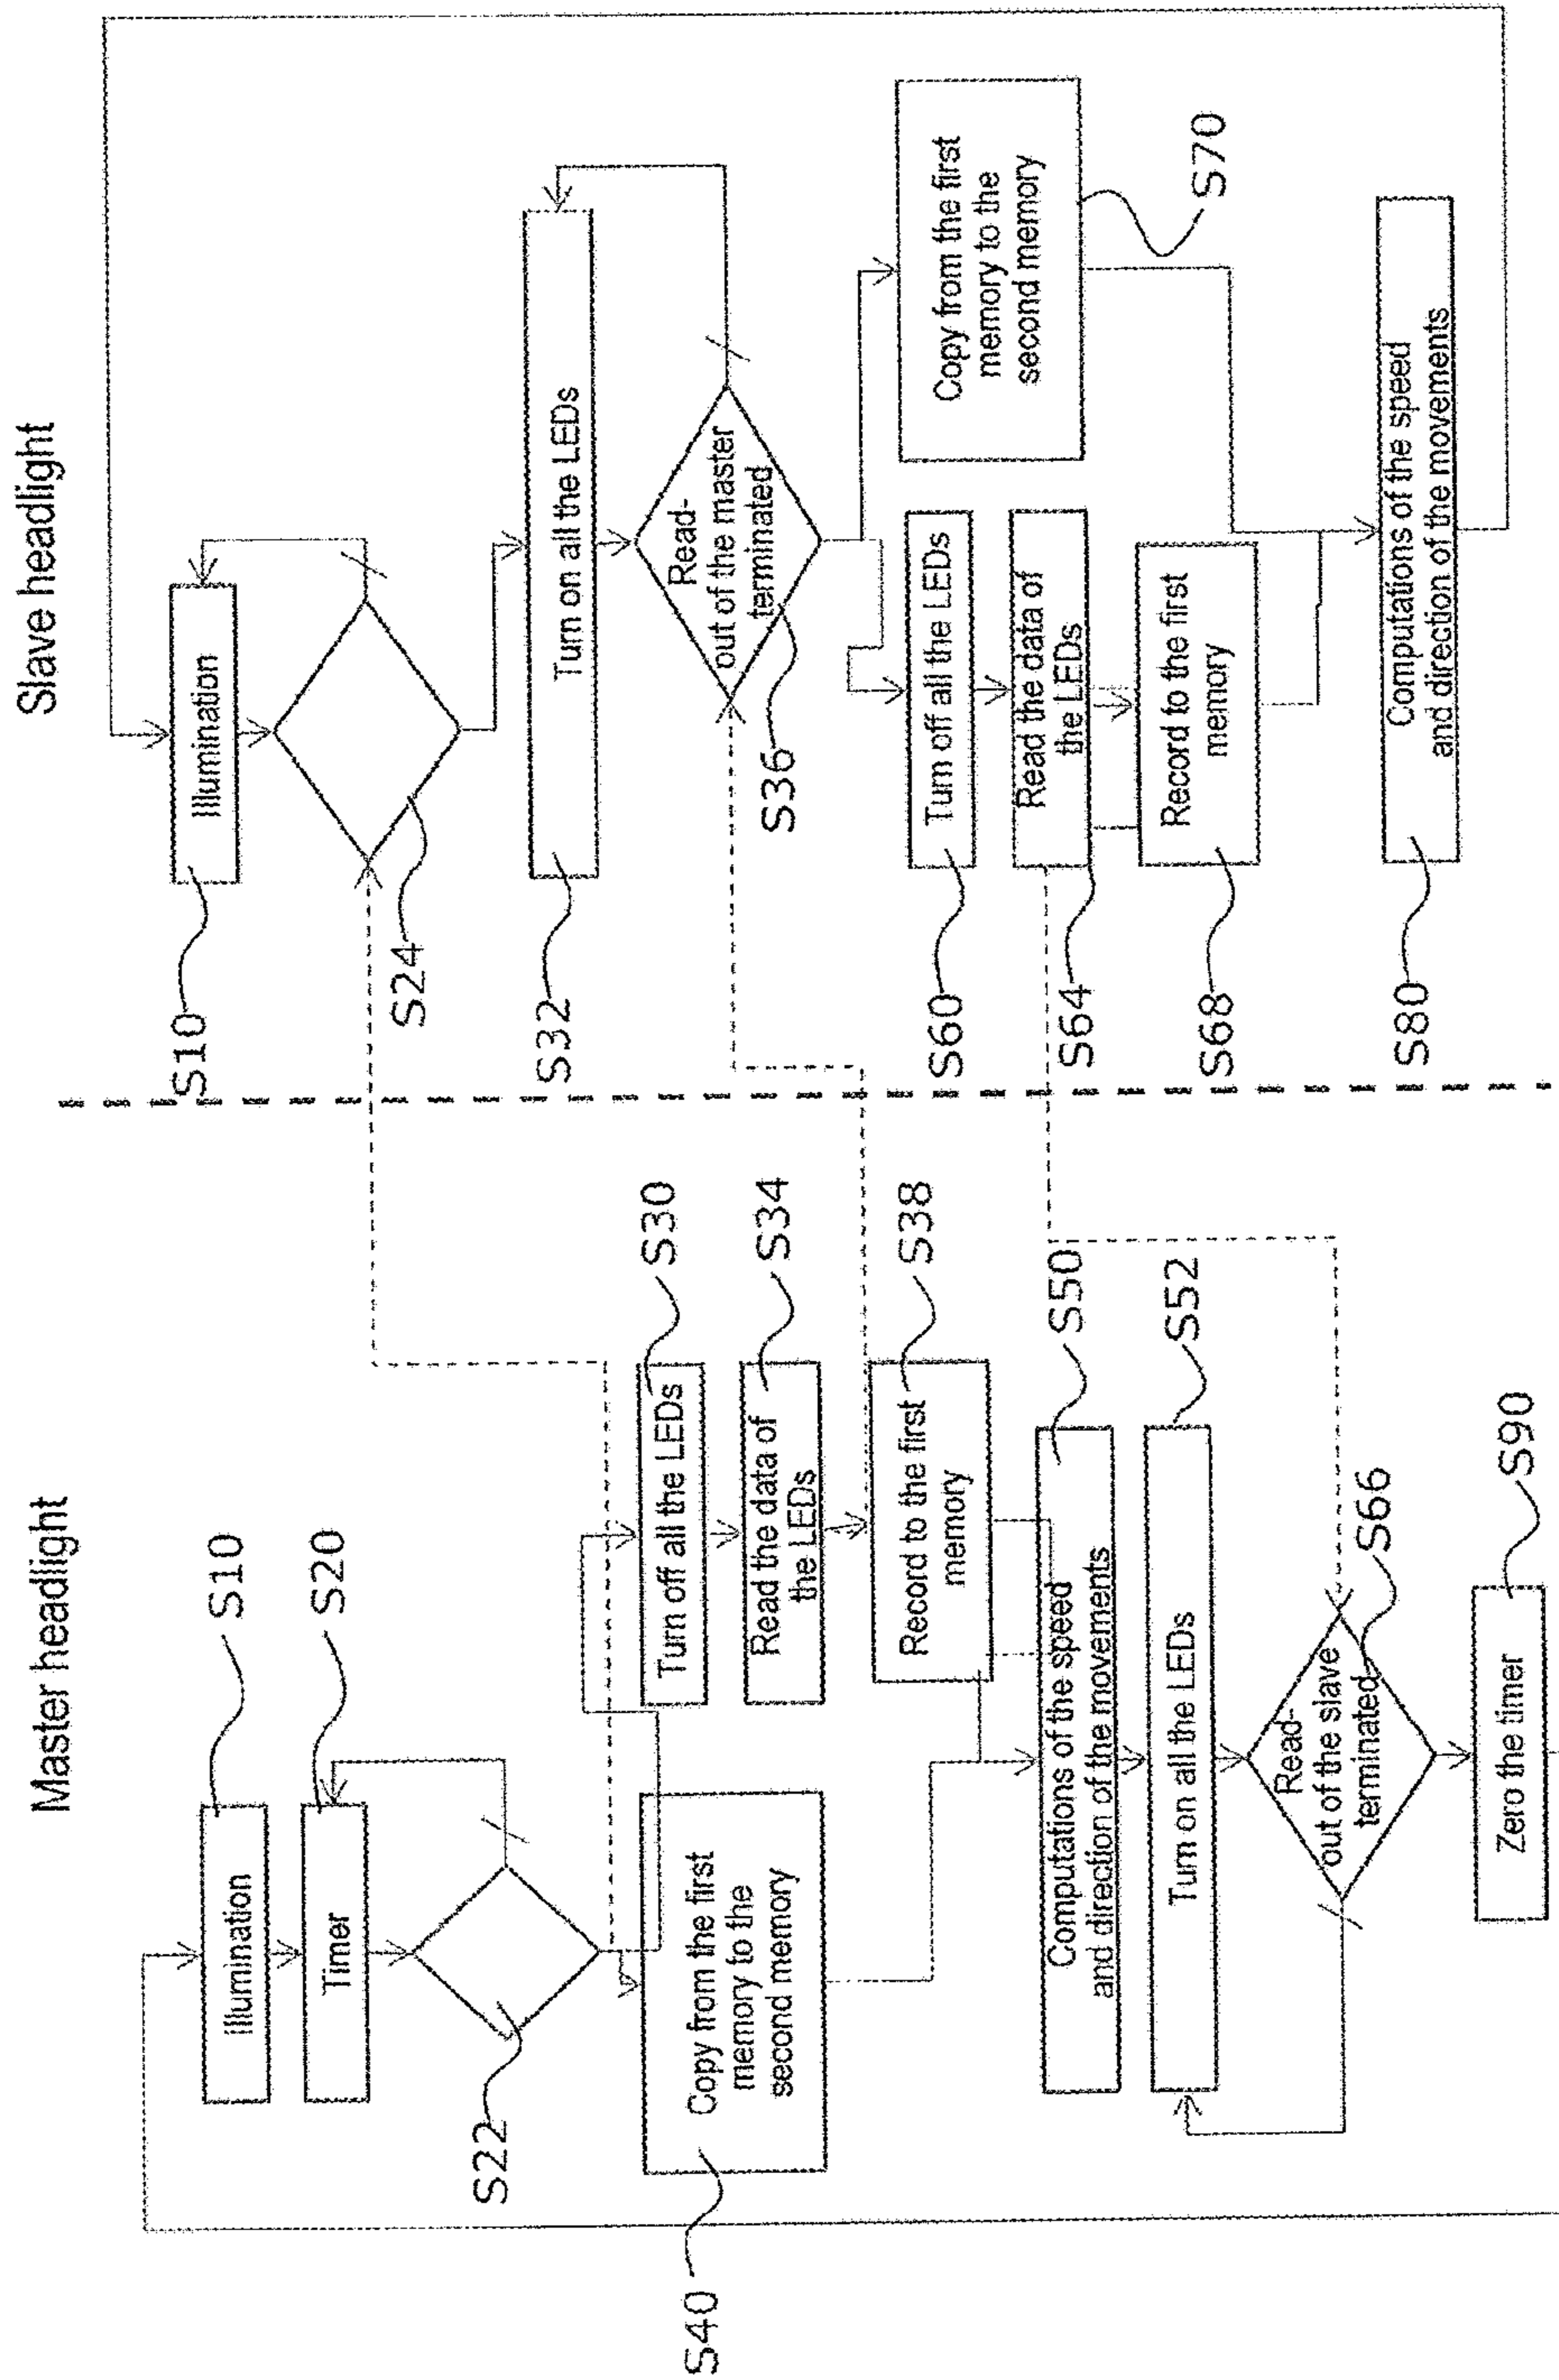 Master headlight
Illumination
S10
Timer
S20
S22
Copy from the first
memory to the
second memory
S40
Turn off all the LEDs
S30
Read the data of
the LEDs
S34
Record to the first
memory
S38
Computations of the speed
and direction of the movements
S50
Turn on all the LEDs
S52
Read-
out of the slave
terminated
S66
Zero the timer
S90
Slave headlight
Illumination
S10
S24
Turn on all the LEDs
S32
Read-
out of the master
terminated
S36
Turn off all the LEDs
S60
Read the data of
the LEDs
S64
Record to the first
memory
S68
Copy from the first
memory to the
second memory
S70
Computations of the speed
and direction of the movements
S80